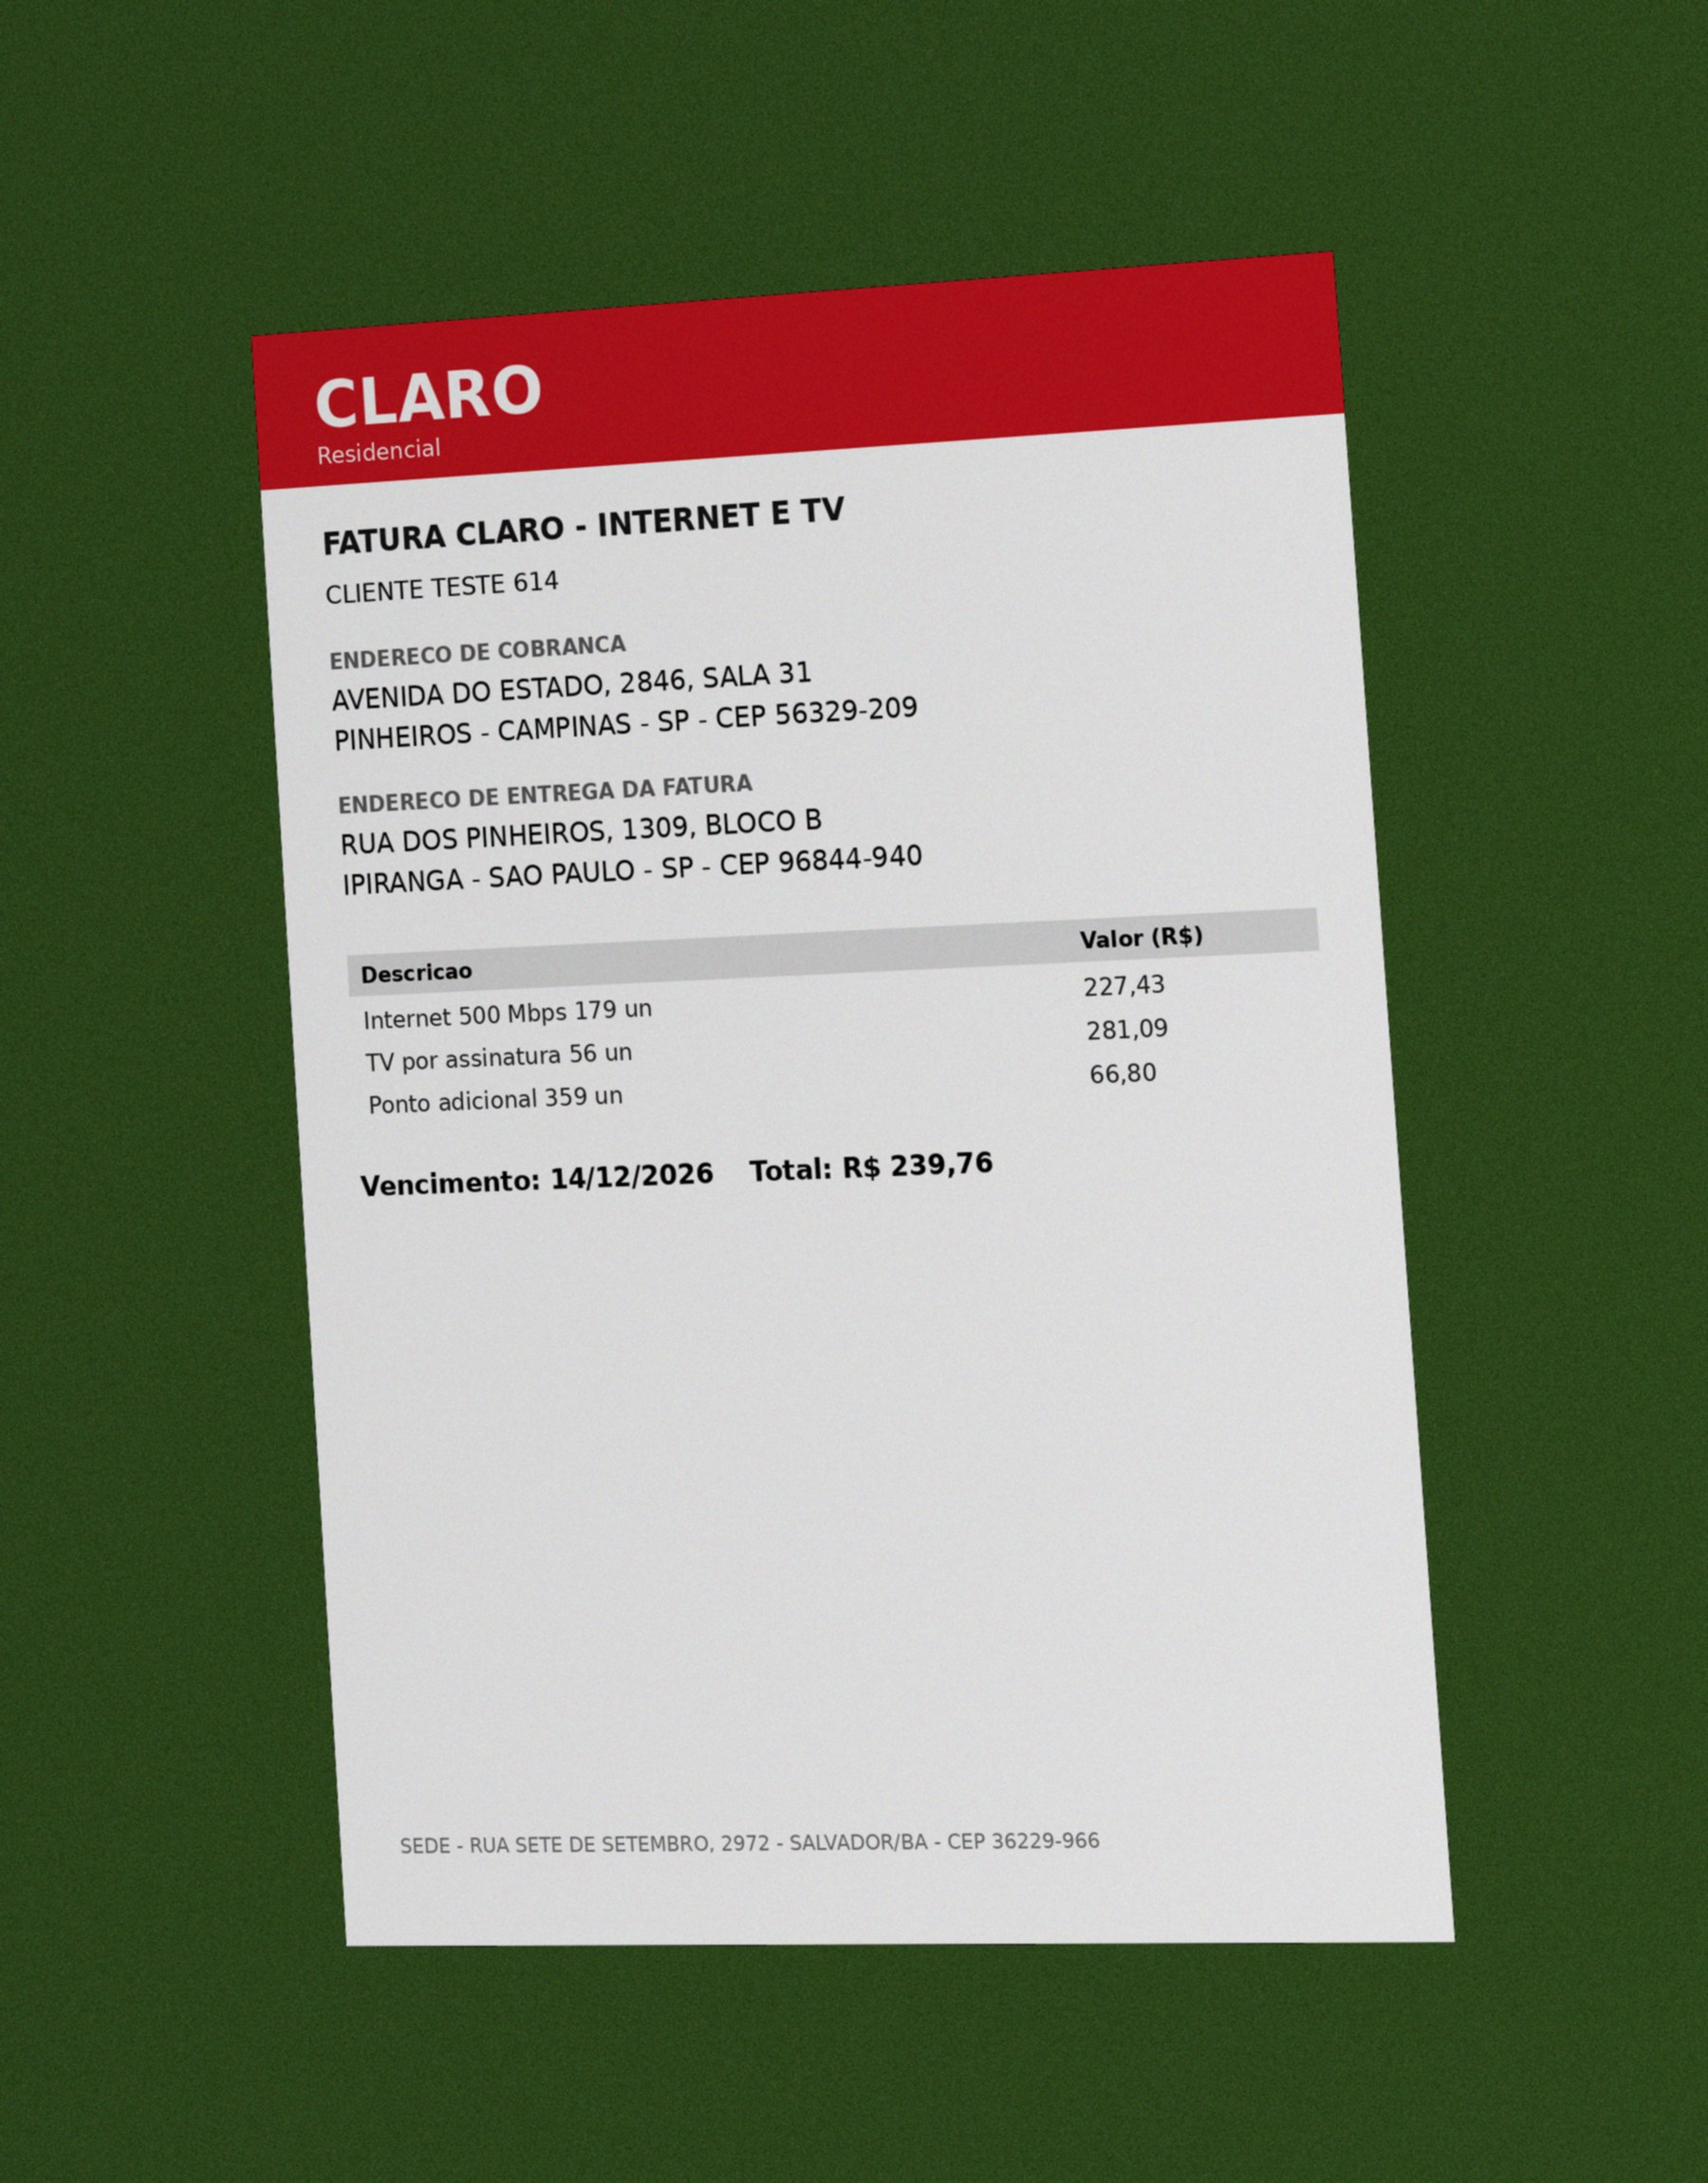 CLARO
Residencial
FATURA CLARO - INTERNET E TV
CLIENTE TESTE 614
ENDERECO DE COBRANCA
AVENIDA DO ESTADO, 2846, SALA 31
PINHEIROS - CAMPINAS - SP - CEP 56329-209
ENDERECO DE ENTREGA DA FATURA
RUA DOS PINHEIROS, 1309, BLOCO B
IPIRANGA - SAO PAULO - SP - CEP 96844-940
Descricao Valor (R$)
Internet 500 Mbps 179 un 227,43
TV por assinatura 56 un 281,09
Ponto adicional 359 un 66,80
Vencimento: 14/12/2026 Total: R$ 239,76
SEDE - RUA SETE DE SETEMBRO, 2972 - SALVADOR/BA - CEP 36229-966